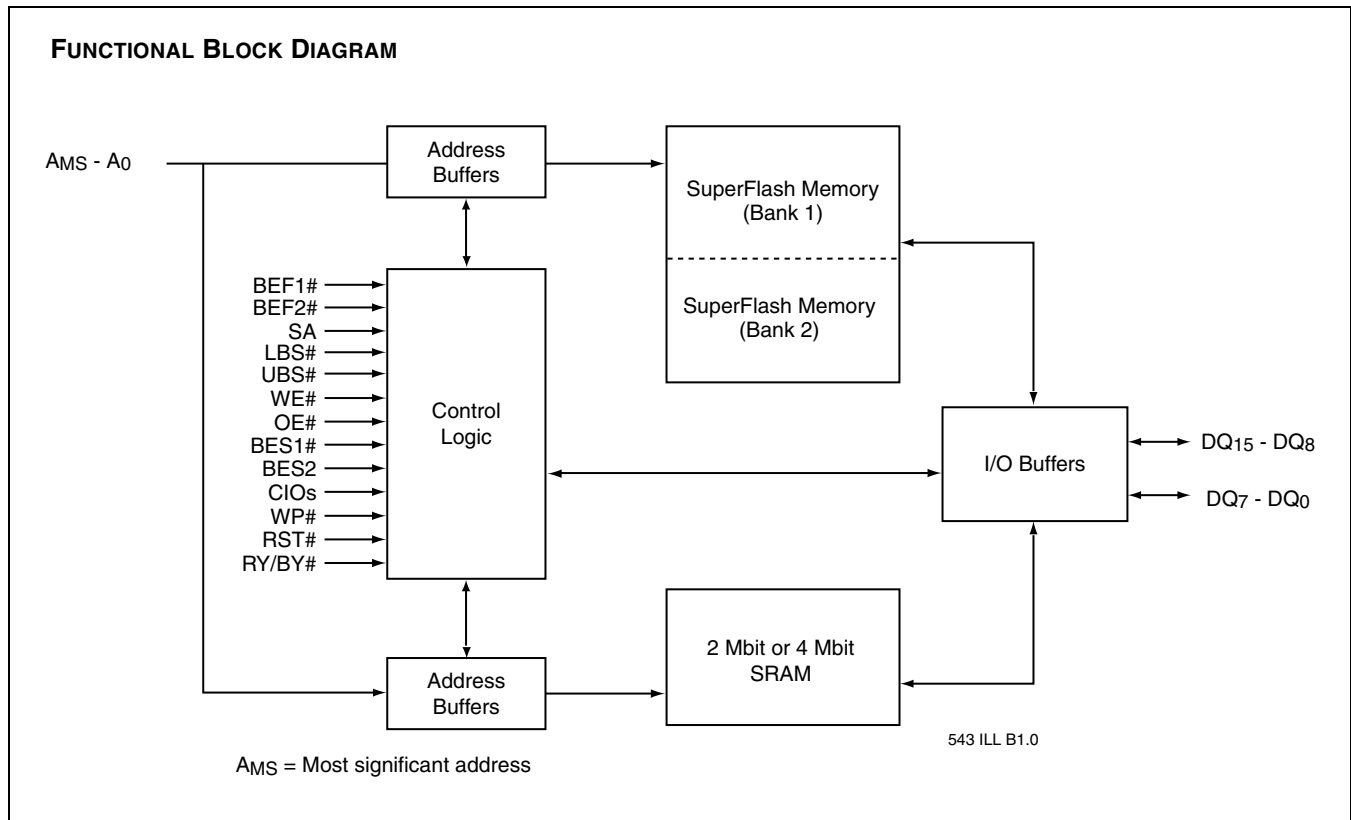 FUNCTIONAL BLOCK DIAGRAM
AMS - A0
Address
Buffers
SuperFlash Memory
(Bank 1)
SuperFlash Memory
(Bank 2)
BEF1#
BEF2#
SA
LBS#
UBS#
WE#
OE#
BES1#
BES2
CIOs
WP#
RST#
RY/BY#
Control
Logic
I/O Buffers
DQ15 - DQ8
DQ7 - DQ0
Address
Buffers
2 Mbit or 4 Mbit
SRAM
543 ILL B1.0
AMS = Most significant address